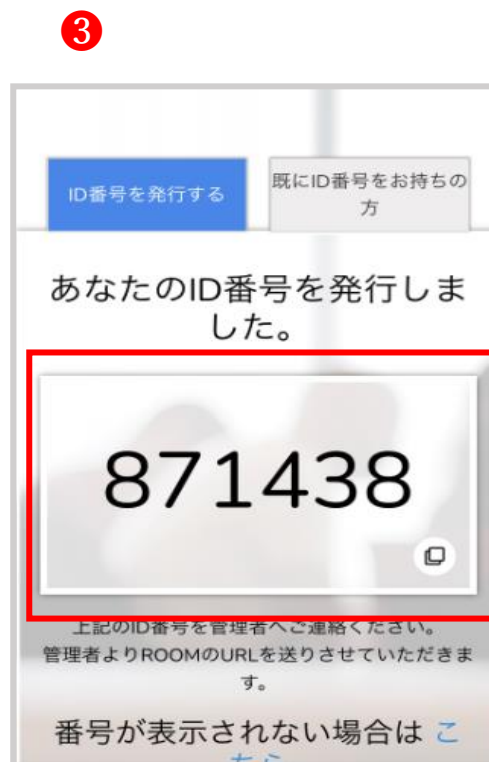 3
ID番号を発行する
既にID番号をお持ちの
方
あなたのID番号を発行しま
した。
871438
上記のID番号を管理者へご連絡ください。
管理者よりROOMのURLを送りさせていただきま
す。
番号が表示されない場合は こ
ちら